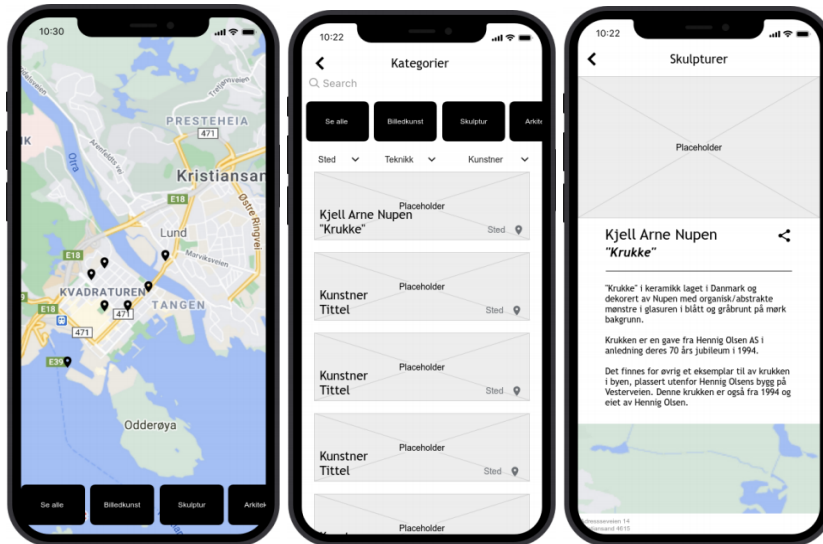 10:30
PRESTEHEIA
471
Otra
Kristiansan
E18
Østre Ringvei
Lund
E18
Marviksveien
KVADRATUREN
TANGEN
E18
471
471
E39
Odderøya
Se alle
Billedkunst
Skulptur
Arkitek
10:22
Kategorier
Search
Se alle
Billedkunst
Skulptur
Arkite
Sted
Teknikk
Kunstner
Placeholder
Kjell Arne Nupen
"Krukke"
Sted
Placeholder
Kunstner
Tittel
Sted
Placeholder
Kunstner
Tittel
Sted
Placeholder
Kunstner
Tittel
Sted
Placeholder
10:22
Skulpturer
Placeholder
Kjell Arne Nupen
"Krukke"
"Krukke" i keramikk laget i Danmark og
dekorert av Nupen med organisk/abstrakte
mønstre i glasuren i blått og gråbrunt på mørk
bakgrunn.
Krukken er en gave fra Hennig Olsen AS i
anledning deres 70 års jubileum i 1994.
Det finnes for øvrig et eksemplar til av krukken
i byen, plassert utenfor Hennig Olsens bygg på
Vesterveien. Denne krukken er også fra 1994 og
eiet av Hennig Olsen.
14
4615